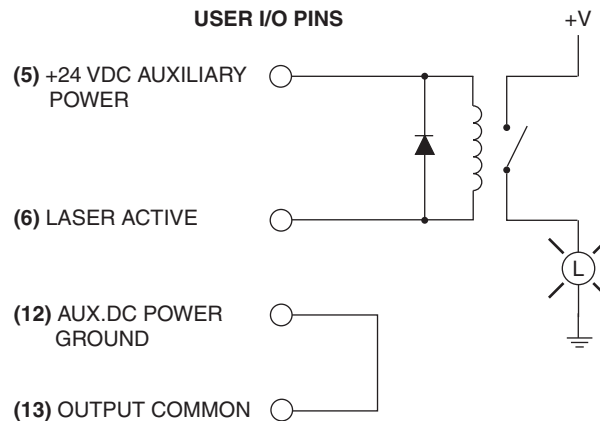 USER I/O PINS
+V
(5) +24 VDC AUXILIARY
POWER
(6) LASER ACTIVE
L
(12) AUX.DC POWER
GROUND
(13) OUTPUT COMMON